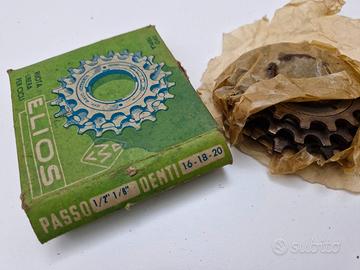 RUOTA
LIBERA
PER CICLI
ELIOS
PASSO
1/2" 1/8"
DENTI
16-18-20
subito